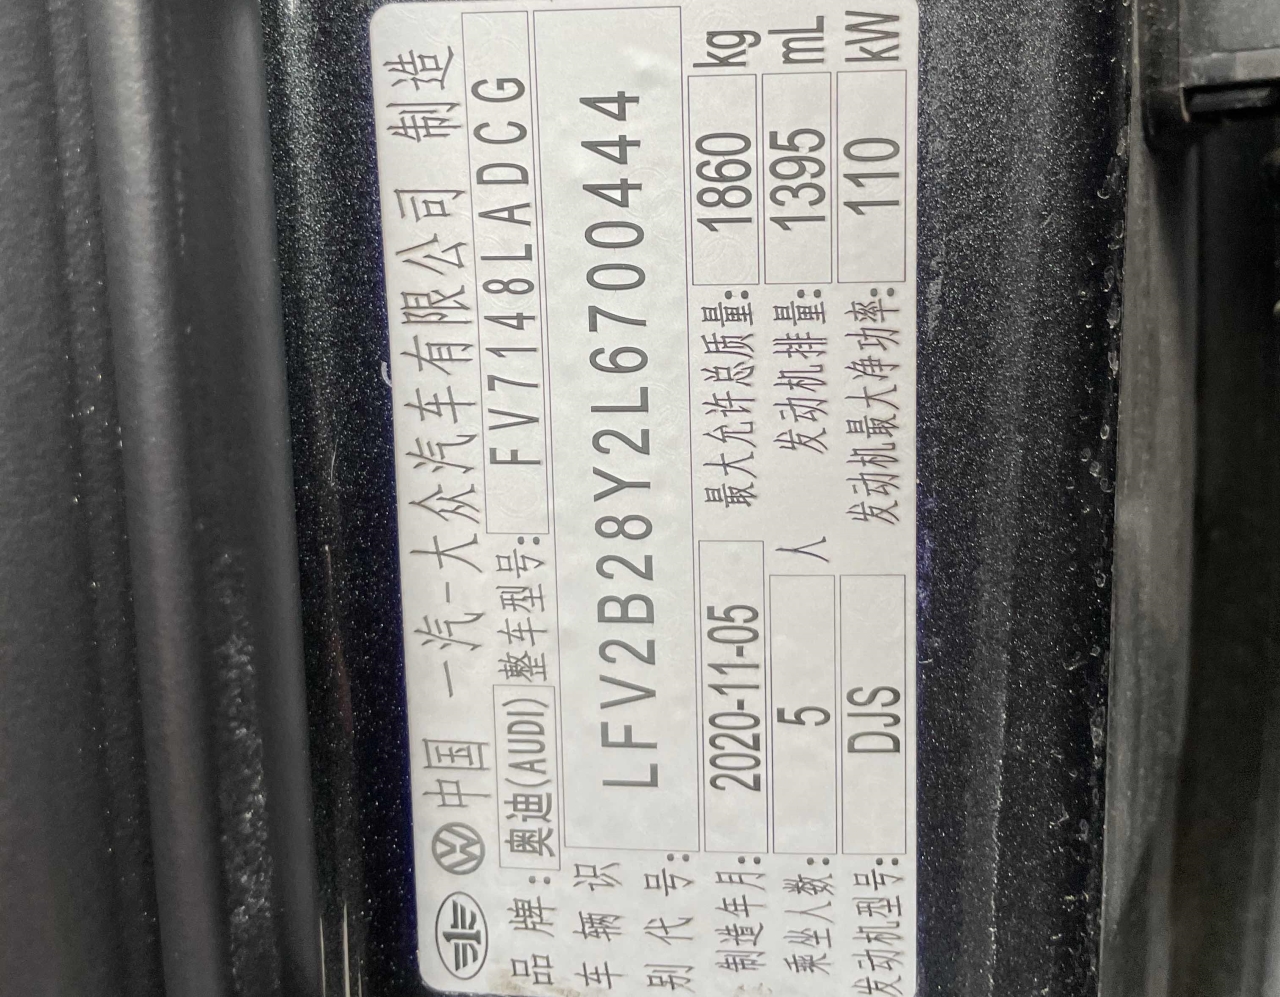 中国 一汽-大众汽车有限公司 制造
品牌: 奥迪(AUDI) 整车型号: FV7148LADCG
车辆识别代号: LFV2B28Y2L6700444
制造年月: 2020-11-05 最大允许总质量: 1860 kg
乘坐人数: 5 人 发动机排量: 1395 mL
发动机型号: DJS 发动机最大净功率: 110 kW